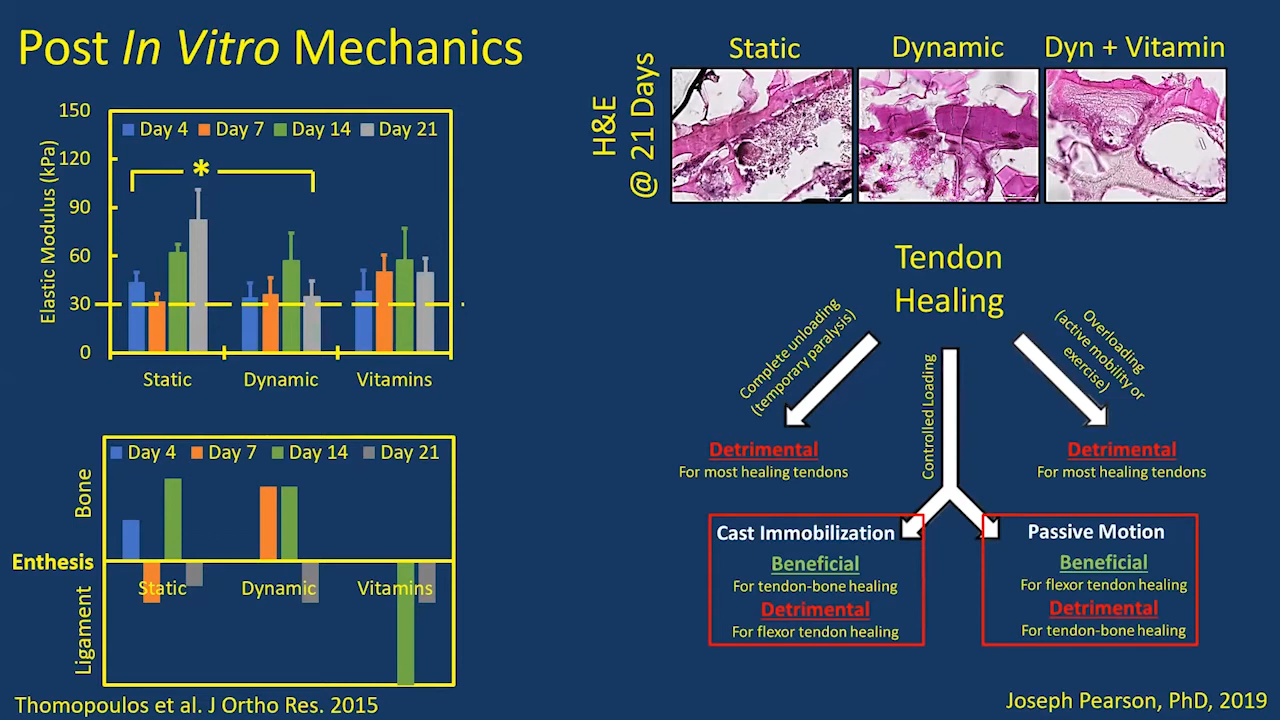 Post In Vitro Mechanics
150
120
90
60
30
0
Elastic Modulus (kPa)
Day 4 Day 7 Day 14 Day 21
*
Static Dynamic Vitamins
Day 4 Day 7 Day 14 Day 21
Bone
Enthesis
Ligament
Static Dynamic Vitamins
Thomopoulos et al. J Ortho Res. 2015
H&E
@ 21 Days
Static Dynamic Dyn + Vitamin
Tendon
Healing
Complete unloading
(temporary paralysis)
Controlled Loading
Overloading
(active mobility or
exercise)
Detrimental
For most healing tendons
Detrimental
For most healing tendons
Cast Immobilization
Beneficial
For tendon-bone healing
Detrimental
For flexor tendon healing
Passive Motion
Beneficial
For flexor tendon healing
Detrimental
For tendon-bone healing
Joseph Pearson, PhD, 2019